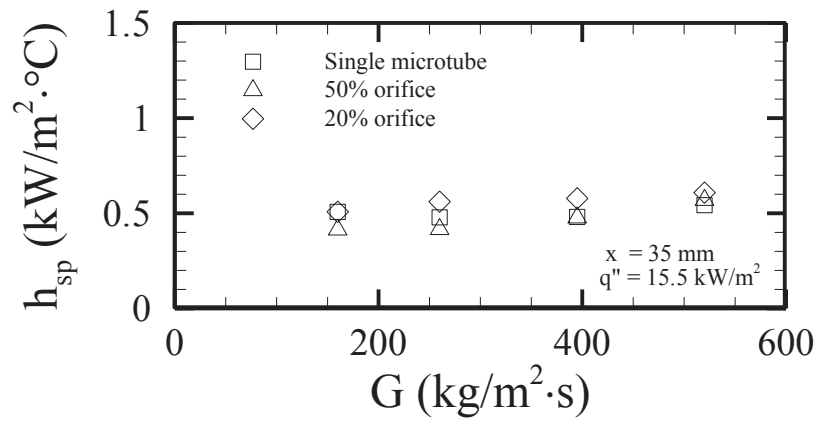 1.5
1
0.5
0
h_sp (kW/m²·°C)
Single microtube
50% orifice
20% orifice
x = 35 mm
q" = 15.5 kW/m²
0 200 400 600
G (kg/m²·s)